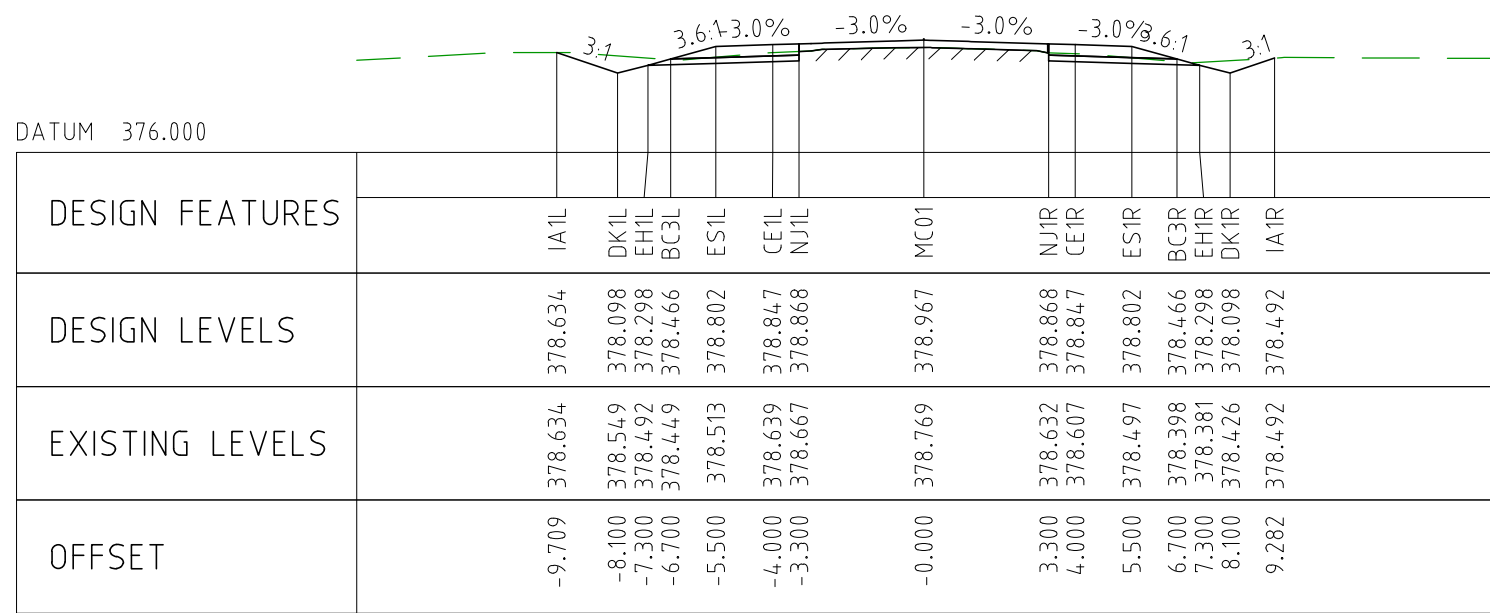 3:1 3.6:1 -3.0% -3.0% -3.0% -3.0% 3.6:1 3:1
DATUM 376.000
DESIGN FEATURES IA1L DK1L EH1L BC3L ES1L CE1L NJ1L MC01 NJ1R CE1R ES1R BC3R EH1R DK1R IA1R
DESIGN LEVELS 378.634 378.098 378.298 378.466 378.802 378.847 378.868 378.967 378.868 378.847 378.802 378.466 378.298 378.098 378.492
EXISTING LEVELS 378.634 378.549 378.492 378.449 378.513 378.639 378.667 378.769 378.632 378.607 378.497 378.398 378.381 378.426 378.492
OFFSET -9.709 -8.100 -7.300 -6.700 -5.500 -4.000 -3.300 -0.000 3.300 4.000 5.500 6.700 7.300 8.100 9.282